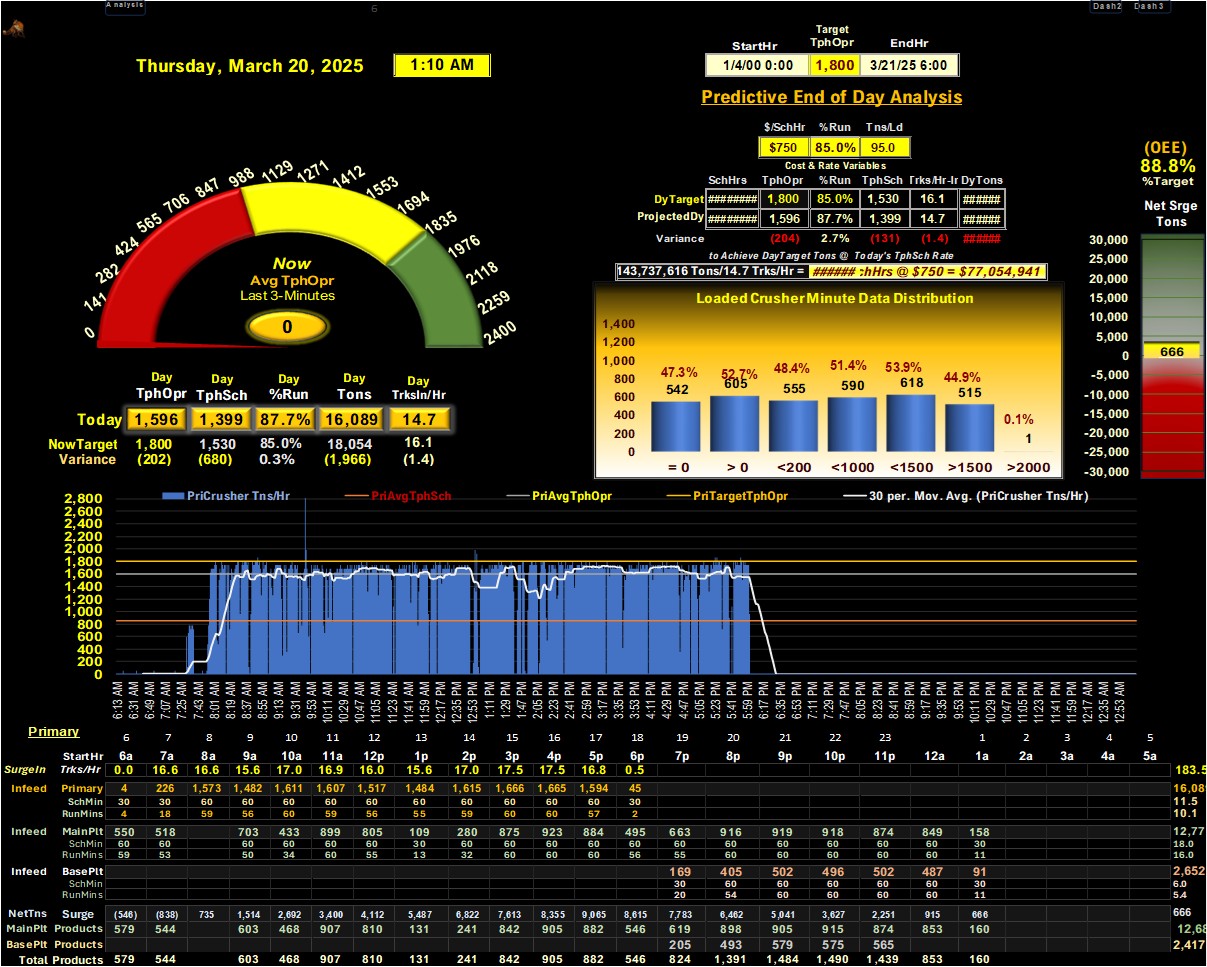 Analysis 6 Dash2 Dash3
Target
StartHr TphOpr EndHr
Thursday, March 20, 2025 1:10 AM 1/4/00 0:00 1,800 3/21/25 6:00
Predictive End of Day Analysis
$/SchHr %Run Tns/Ld
$750 85.0% 95.0
Cost & Rate Variables
SchHrs TphOpr %Run TphSch Trks/Hr-Ir DyTons
DyTarget ######## 1,800 85.0% 1,530 16.1 ######
ProjectedDy ######## 1,596 87.7% 1,399 14.7 ######
Variance (204) 2.7% (131) (1.4) ######
to Achieve DayTarget Tons @ Today's TphSch Rate
143,737,616 Tons/14.7 Trks/Hr = ###### :hHrs @ $750 = $77,054,941
(OEE)
88.8%
%Target
Net Srge
Tons
30,000
25,000
20,000
15,000
10,000
5,000
0
666
-5,000
-10,000
-15,000
-20,000
-25,000
-30,000
0 141 282 424 565 706 847 988 1129 1271 1412 1553 1694 1835 1976 2118 2259 2400
Now
Avg TphOpr
Last 3-Minutes
0
Loaded Crusher Minute Data Distribution
1,400
1,200
1,000
800
600
400
200
0
47.3% 52.7% 48.4% 51.4% 53.9% 44.9% 0.1%
542 605 555 590 618 515 1
= 0 > 0 <200 <1000 <1500 >1500 >2000
Day Day Day Day Day
TphOpr TphSch %Run Tons TrksIn/Hr
Today 1,596 1,399 87.7% 16,089 14.7
NowTarget 1,800 1,530 85.0% 18,054 16.1
Variance (202) (680) 0.3% (1,966) (1.4)
PriCrusher Tns/Hr PriAvgTphSch PriAvgTphOpr PriTargetTphOpr 30 per. Mov. Avg. (PriCrusher Tns/Hr)
2,800
2,600
2,400
2,200
2,000
1,800
1,600
1,400
1,200
1,000
800
600
400
200
0
6:13 AM 6:31 AM 6:49 AM 7:07 AM 7:25 AM 7:43 AM 8:01 AM 8:19 AM 8:37 AM 8:55 AM 9:13 AM 9:31 AM 9:53 AM 10:11 AM 10:29 AM 10:47 AM 11:05 AM 11:23 AM 11:41 AM 11:59 AM 12:17 PM 12:35 PM 12:53 PM 1:11 PM 1:29 PM 1:47 PM 2:05 PM 2:23 PM 2:41 PM 2:59 PM 3:17 PM 3:35 PM 3:53 PM 4:11 PM 4:29 PM 4:47 PM 5:05 PM 5:23 PM 5:41 PM 5:59 PM 6:17 PM 6:35 PM 6:53 PM 7:11 PM 7:29 PM 7:47 PM 8:05 PM 8:23 PM 8:41 PM 8:59 PM 9:17 PM 9:35 PM 9:53 PM 10:11 PM 10:29 PM 10:47 PM 11:05 PM 11:23 PM 11:41 PM 11:59 PM 12:17 AM 12:35 AM 12:53 AM
Primary 6 7 8 9 10 11 12 13 14 15 16 17 18 19 20 21 22 23 1 2 3 4 5
StartHr 6a 7a 8a 9a 10a 11a 12p 1p 2p 3p 4p 5p 6p 7p 8p 9p 10p 11p 12a 1a 2a 3a 4a 5a
SurgeIn Trks/Hr 0.0 16.6 16.6 15.6 17.0 16.9 16.0 15.6 17.0 17.5 17.5 16.8 0.5 183.5
Infeed Primary 4 226 1,573 1,482 1,611 1,607 1,517 1,484 1,615 1,666 1,665 1,594 45 16,089
SchMin 30 30 60 60 60 60 60 60 60 60 60 60 30 11.5
RunMins 4 18 59 56 60 59 56 55 59 60 60 57 2 10.1
Infeed MainPlt 550 518 703 433 899 805 109 280 875 923 884 495 663 916 919 918 874 849 158 12,77
SchMin 60 60 60 60 60 60 30 60 60 60 60 60 60 60 60 60 60 60 30 18.0
RunMins 59 53 50 34 60 55 13 32 60 60 60 56 55 60 60 60 60 60 11 16.0
Infeed BasePlt 169 405 502 496 502 487 91 2,652
SchMin 30 60 60 60 60 60 30 6.0
RunMins 20 54 60 60 60 60 11 5.4
NetTns Surge (546) (838) 735 1,514 2,692 3,400 4,112 5,487 6,822 7,613 8,355 9,065 8,615 7,783 6,462 5,041 3,627 2,251 915 666 666
MainPlt Products 579 544 603 468 907 810 131 241 842 905 882 546 619 898 905 915 874 853 160 12,68
BasePlt Products 205 493 579 575 565 2,417
Total Products 579 544 603 468 907 810 131 241 842 905 882 546 824 1,391 1,484 1,490 1,439 853 160